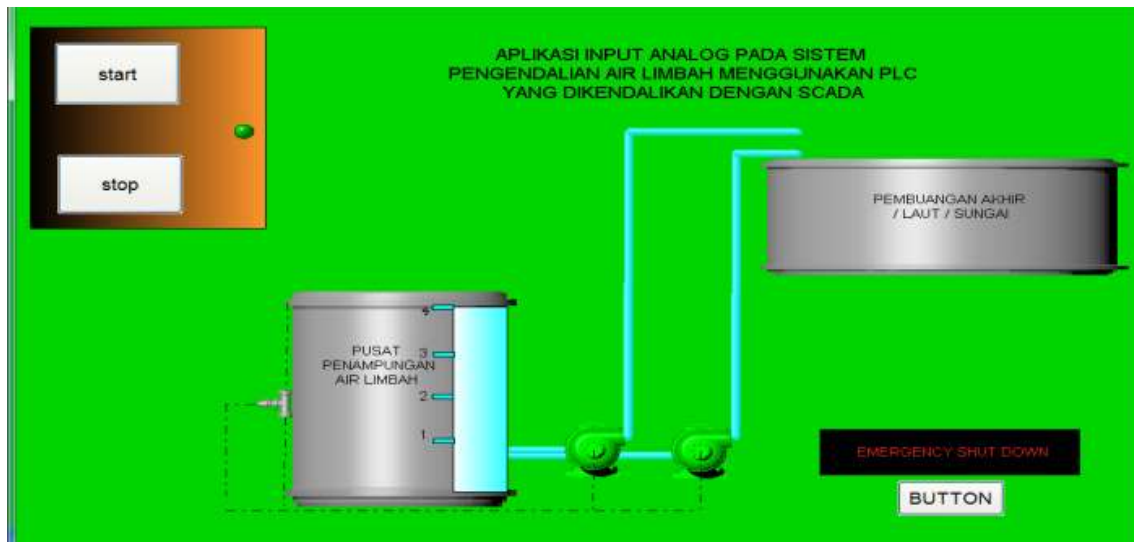 start
stop
APLIKASI INPUT ANALOG PADA SISTEM
PENGENDALIAN AIR LIMBAH MENGGUNAKAN PLC
YANG DIKENDALIKAN DENGAN SCADA
PEMBUANGAN AKHIR
/ LAUT / SUNGAI
4
3
2
1
PUSAT
PENAMPUNGAN
AIR LIMBAH
EMERGENCY SHUT DOWN
BUTTON